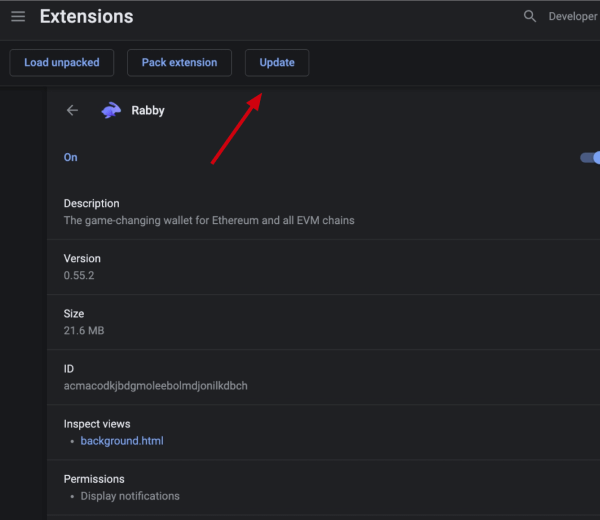 Extensions
Developer
Load unpacked
Pack extension
Update
Rabby
On
Description
The game-changing wallet for Ethereum and all EVM chains
Version
0.55.2
Size
21.6 MB
ID
acmacodkjbdgmoleebolmdjonilkdbch
Inspect views
• background.html
Permissions
• Display notifications